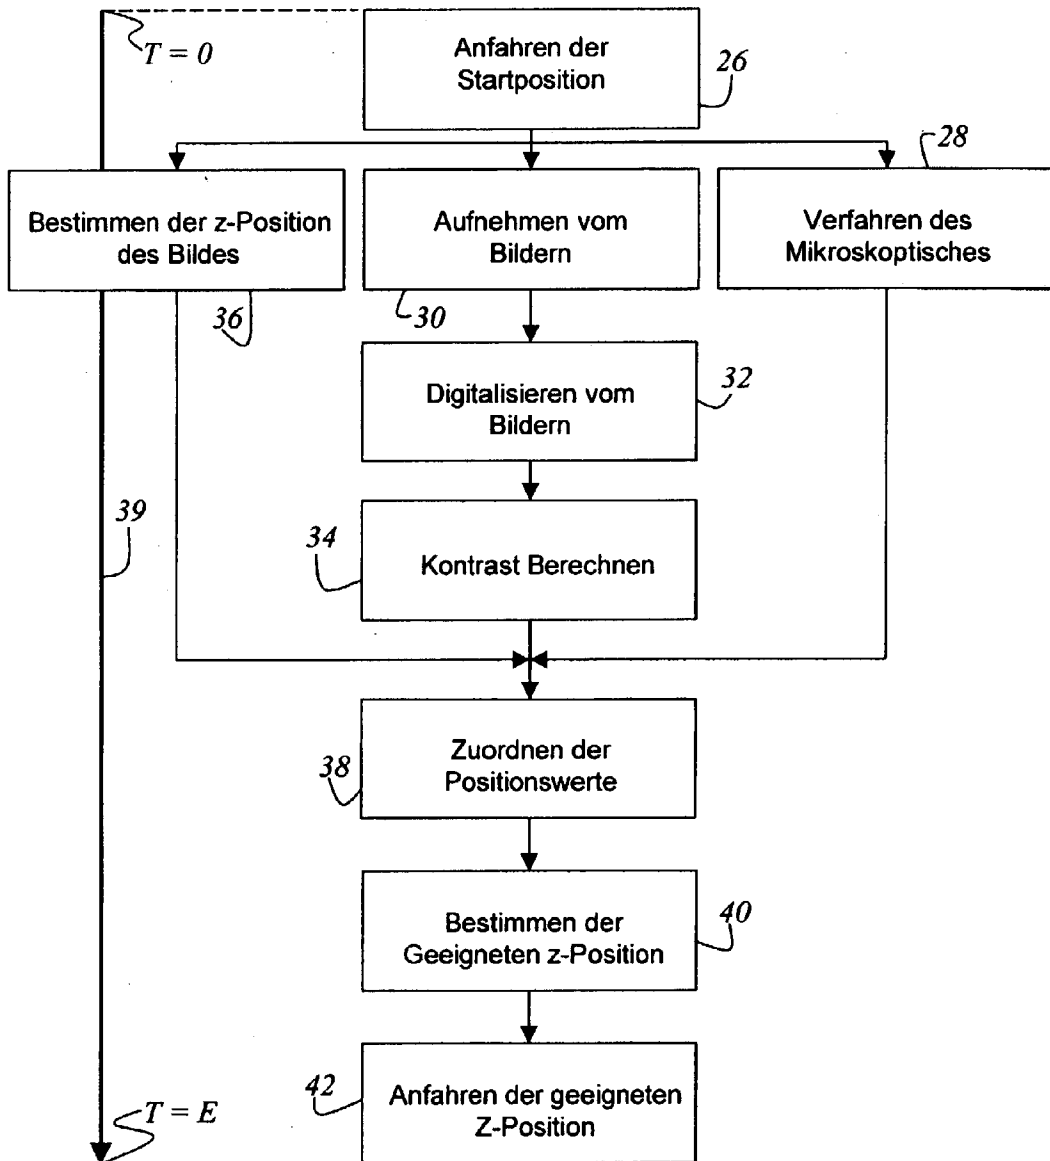 T = 0
Anfahren der
Startposition
26
28
Bestimmen der z-Position
des Bildes
36
Aufnehmen vom
Bildern
30
Verfahren des
Mikroskoptisches
Digitalisieren vom
Bildern
32
39
34
Kontrast Berechnen
38
Zuordnen der
Positionswerte
Bestimmen der
Geeigneten z-Position
40
42
Anfahren der geeigneten
Z-Position
T = E